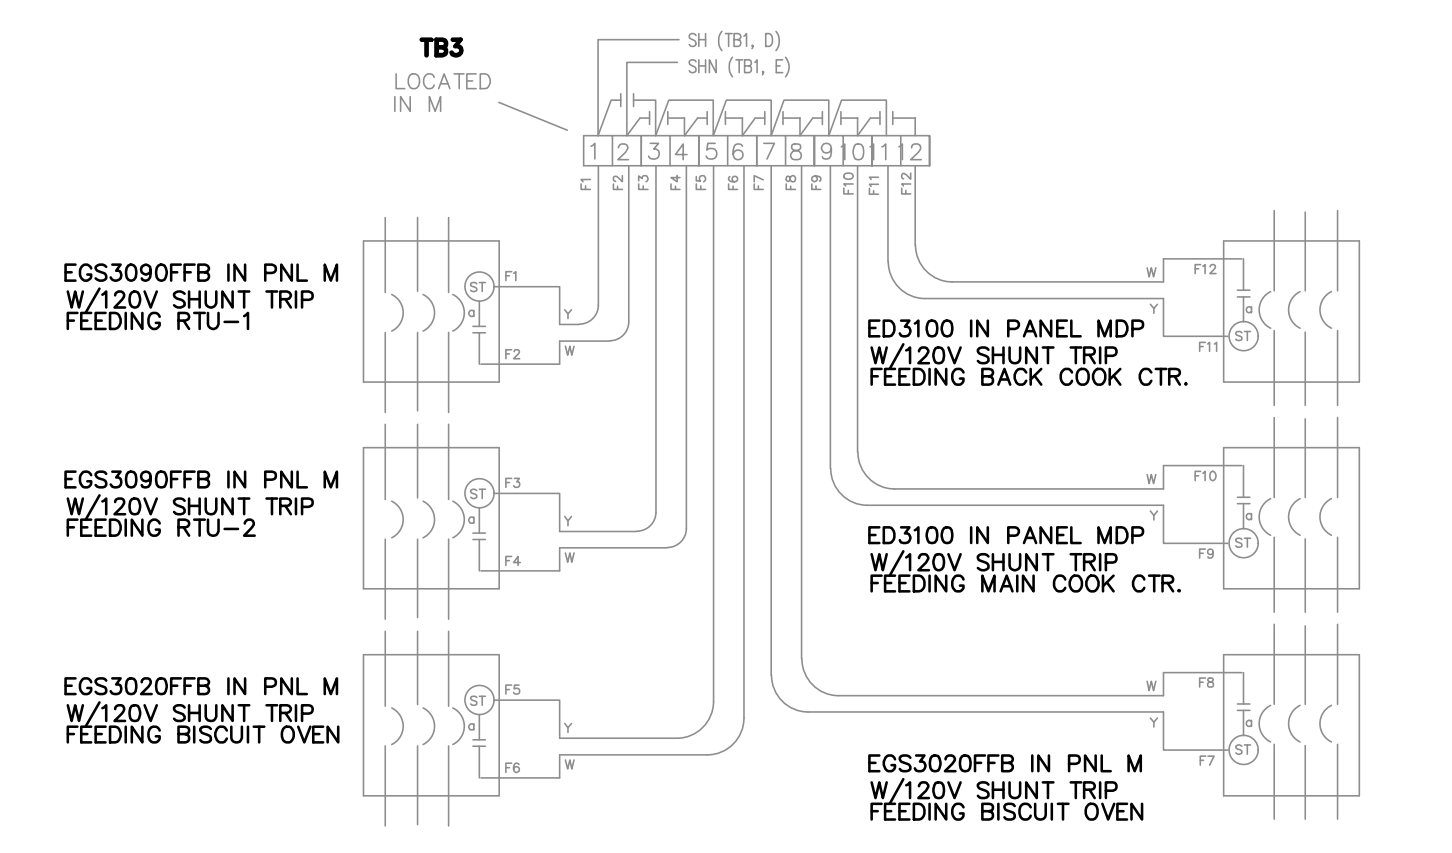 TB3
LOCATED
IN M
SH (TB1, D)
SHN (TB1, E)
1 2 3 4 5 6 7 8 9 10 11 12
F1 F2 F3 F4 F5 F6 F7 F8 F9 F10 F11 F12
EGS3090FFB IN PNL M
W/120V SHUNT TRIP
FEEDING RTU-1
ST
a
F1
F2
Y
W
EGS3090FFB IN PNL M
W/120V SHUNT TRIP
FEEDING RTU-2
ST
a
F3
F4
Y
W
EGS3020FFB IN PNL M
W/120V SHUNT TRIP
FEEDING BISCUIT OVEN
ST
a
F5
F6
Y
W
W
Y
F12
F11
a
ST
ED3100 IN PANEL MDP
W/120V SHUNT TRIP
FEEDING BACK COOK CTR.
W
Y
F10
F9
a
ST
ED3100 IN PANEL MDP
W/120V SHUNT TRIP
FEEDING MAIN COOK CTR.
W
Y
F8
F7
a
ST
EGS3020FFB IN PNL M
W/120V SHUNT TRIP
FEEDING BISCUIT OVEN